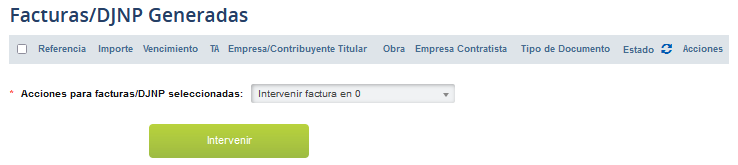 Facturas/DJNP Generadas
Referencia Importe Vencimiento TA Empresa/Contribuyente Titular Obra Empresa Contratista Tipo de Documento Estado Acciones
* Acciones para facturas/DJNP seleccionadas: Intervenir factura en 0
Intervenir